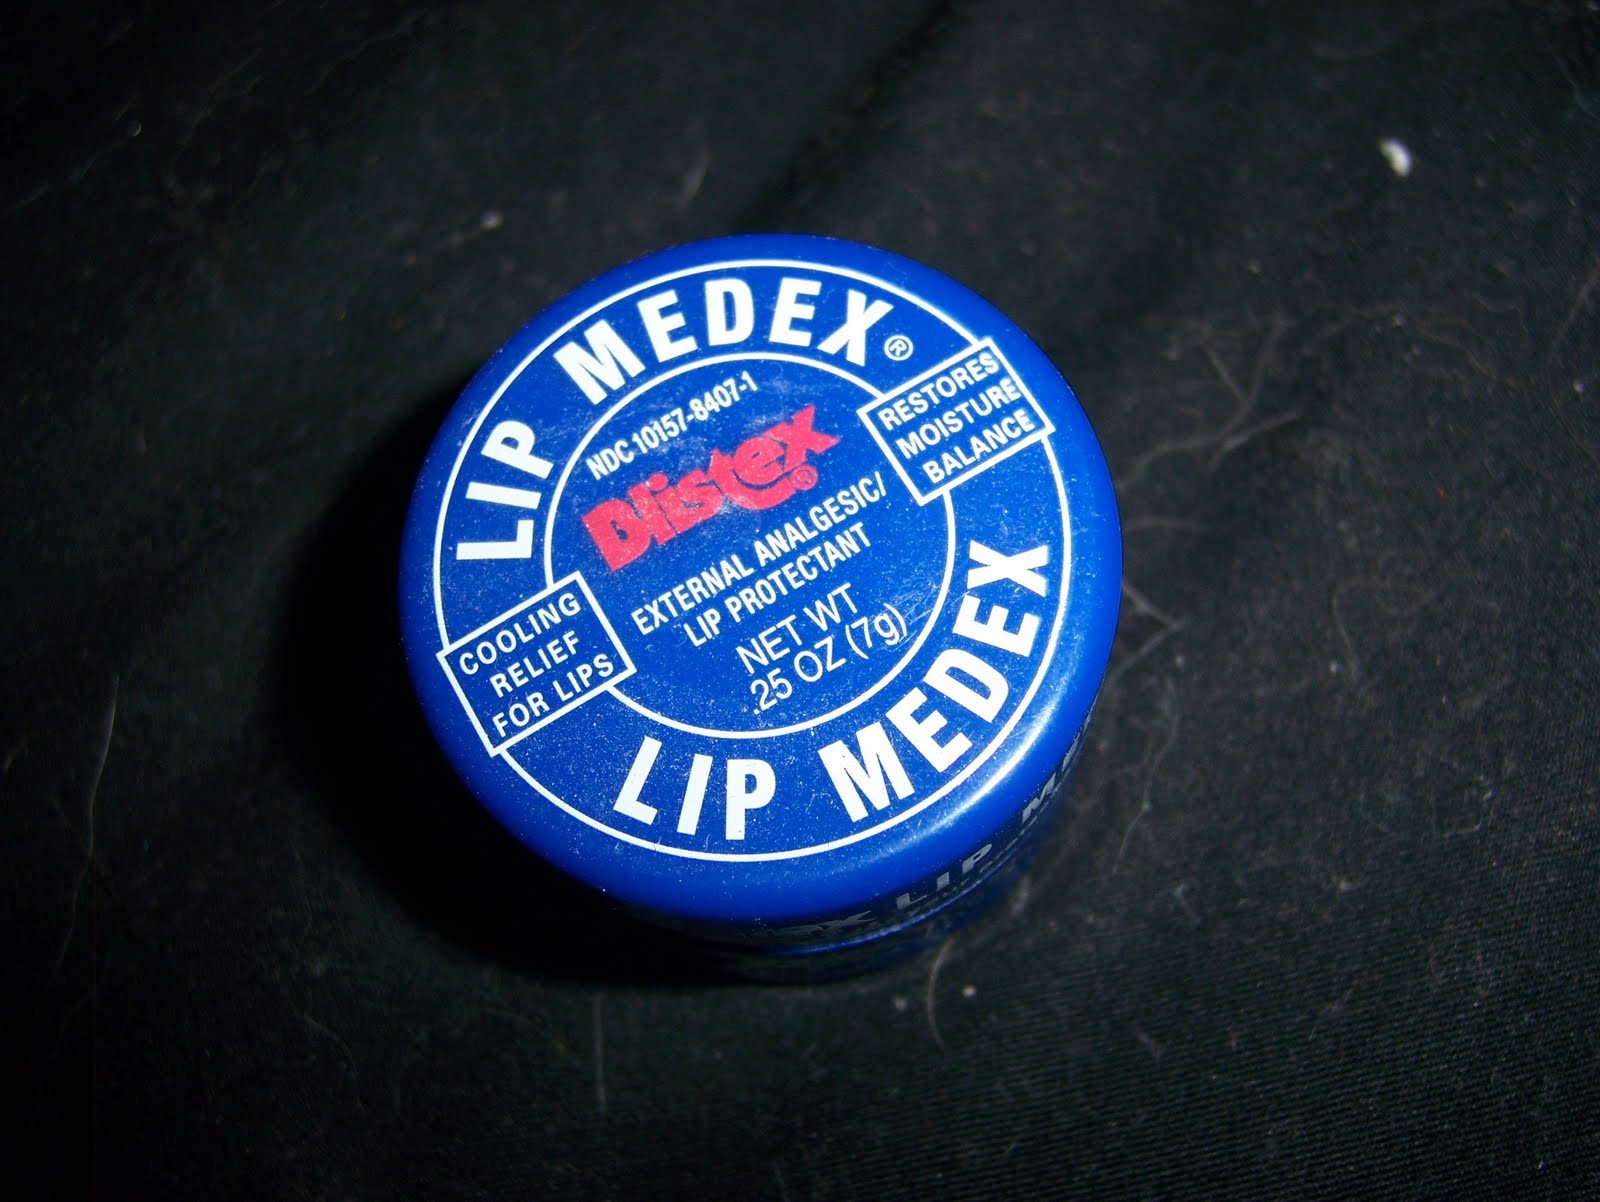 LIP MEDEX®
NDC 10157-8407-1
Blistex®
EXTERNAL ANALGESIC/
LIP PROTECTANT
NET WT
.25 OZ (7g)
RESTORES
MOISTURE
BALANCE
COOLING
RELIEF
FOR LIPS
LIP MEDEX
LIP